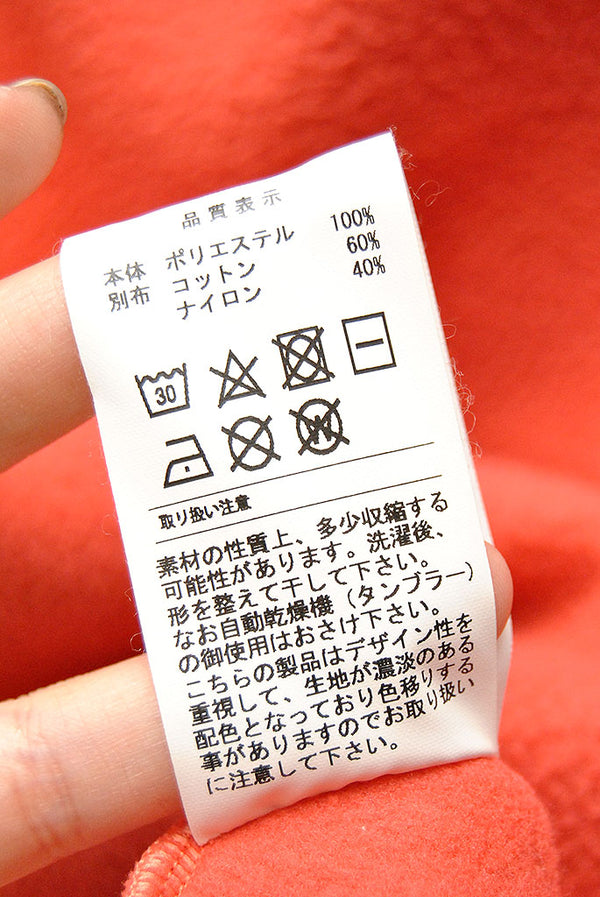 品質表示
本体 ポリエステル 100%
別布 コットン 60%
ナイロン 40%
30
W
取り扱い注意
素材の性質上、多少収縮する
可能性があります。洗濯後、
形を整えて干して下さい。
なお自動乾燥機（タンブラー）
の御使用はおさけ下さい。
こちらの製品はデザイン性を
重視して、生地が濃淡のある
配色となっており色移りする
事がありますのでお取り扱い
に注意して下さい。